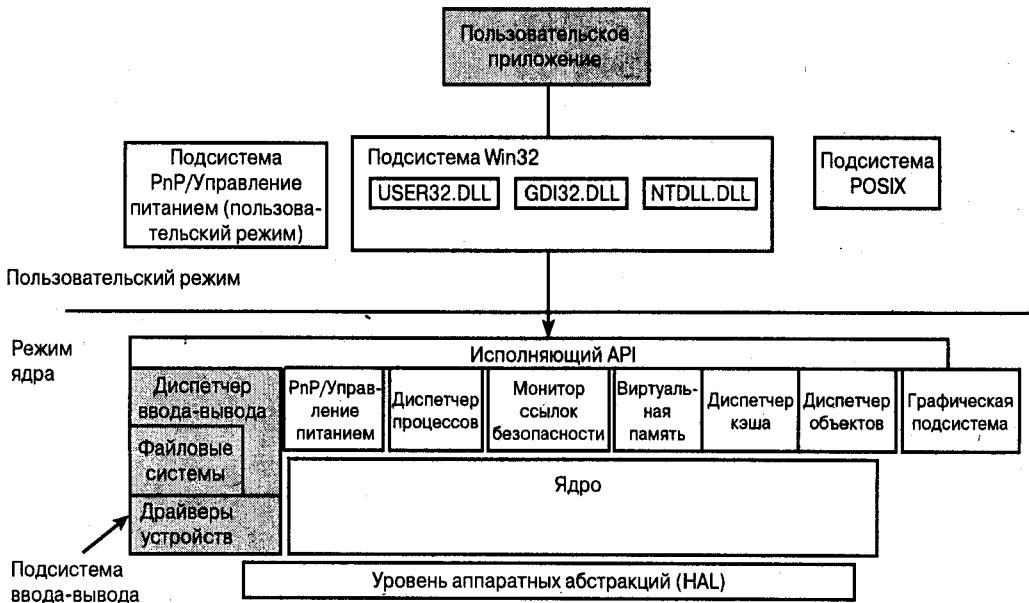 Пользовательское
приложение
Подсистема
PnP/Управление
питанием (пользова-
тельский режим)
Подсистема Win32
USER32.DLL
GDI32.DLL
NTDLL.DLL
Подсистема
POSIX
Пользовательский режим
Режим
ядра
Исполняющий API
Диспетчер
ввода-вывода
Файловые
системы
Драйверы
устройств
PnP/Управ-
ление
питанием
Диспетчер
процессов
Монитор
ссылок
безопасности
Виртуаль-
ная
память
Диспетчер
кэша
Диспетчер
объектов
Графическая
подсистема
Ядро
Подсистема
ввода-вывода
Уровень аппаратных абстракций (HAL)